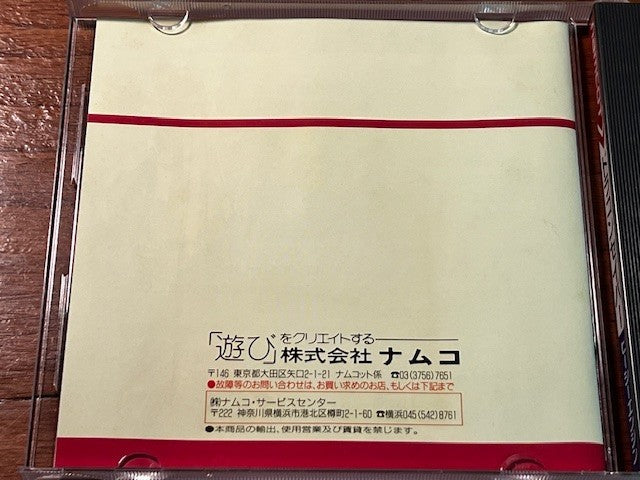 「遊び」をクリエイトする
株式会社 ナムコ
〒146 東京都大田区矢口2-1-21 ナムコット係 ☎03(3756)7651
●故障等のお問い合わせは、お買い求めのお店、もしくは下記まで
㈱ナムコ・サービスセンター
〒222 神奈川県横浜市港北区樽町2-1-60 ☎横浜045(542)8761
●本商品の輸出、使用営業及び賃貸を禁じます。